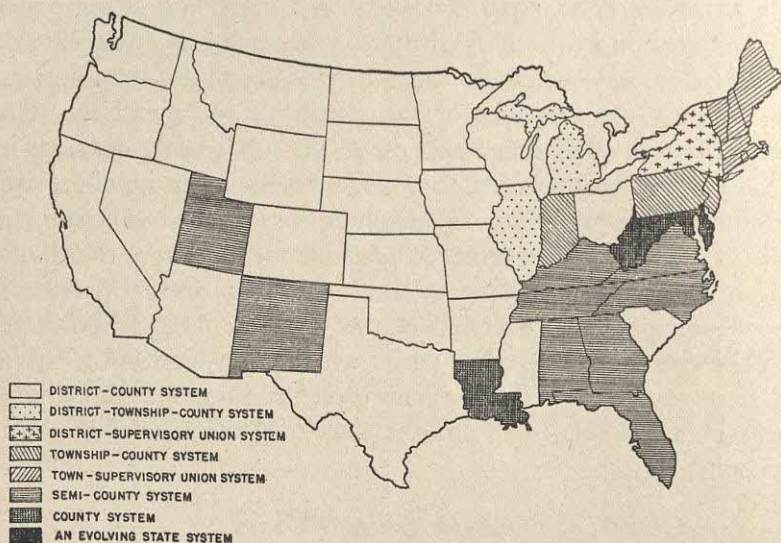 DISTRICT-COUNTY SYSTEM
DISTRICT-TOWNSHIP-COUNTY SYSTEM
DISTRICT-SUPERVISORY UNION SYSTEM
TOWNSHIP-COUNTY SYSTEM
TOWN-SUPERVISORY UNION SYSTEM
SEMI-COUNTY SYSTEM
COUNTY SYSTEM
AN EVOLVING STATE SYSTEM